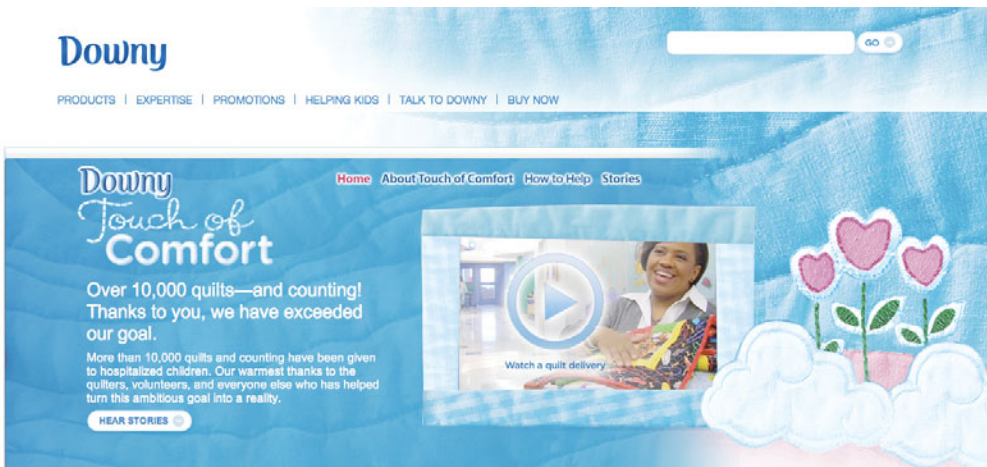 Downy
GO
PRODUCTS | EXPERTISE | PROMOTIONS | HELPING KIDS | TALK TO DOWNY | BUY NOW
Downy
Touch of
Comfort
Home About Touch of Comfort How to Help Stories
Over 10,000 quilts—and counting!
Thanks to you, we have exceeded
our goal.
More than 10,000 quilts and counting have been given
to hospitalized children. Our warmest thanks to the
quilters, volunteers, and everyone else who has helped
turn this ambitious goal into a reality.
HEAR STORIES
Watch a quilt delivery